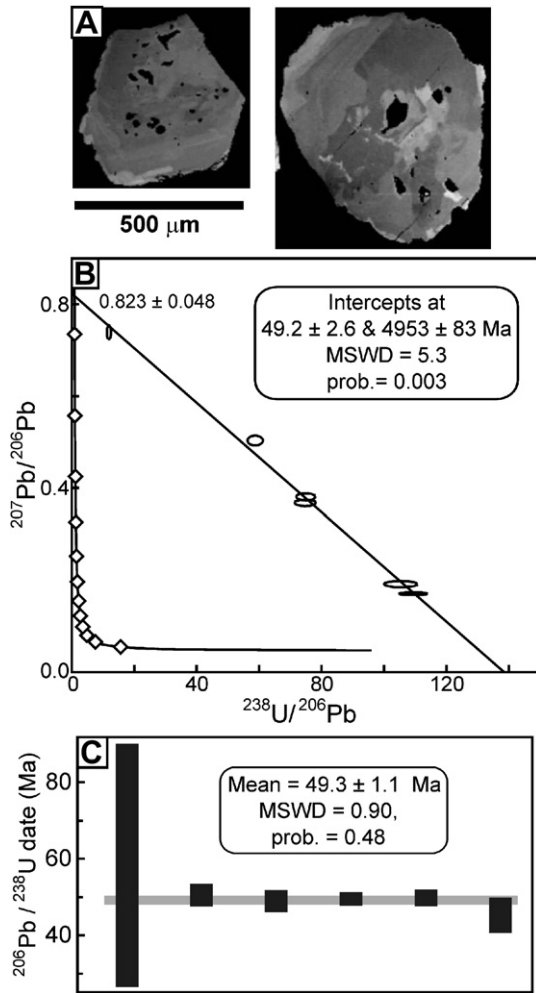 A
500 μm
B
0.8
0.823 ± 0.048
Intercepts at
49.2 ± 2.6 & 4953 ± 83 Ma
MSWD = 5.3
prob.= 0.003
²⁰⁷Pb/²⁰⁶Pb
0.4
0.0
0 40 80 120
²³⁸U/²⁰⁶Pb
C
Mean = 49.3 ± 1.1 Ma
MSWD = 0.90,
prob. = 0.48
²⁰⁶Pb / ²³⁸U date (Ma)
80
60
40